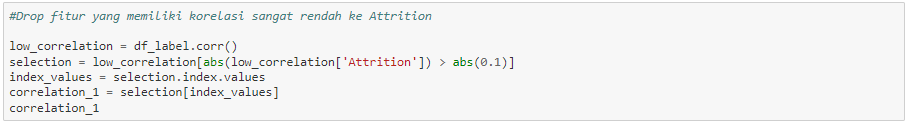 #Drop fitur yang memiliki korelasi sangat rendah ke Attrition
low_correlation = df_label.corr()
selection = low_correlation[abs(low_correlation['Attrition']) > abs(0.1)]
index_values = selection.index.values
correlation_1 = selection[index_values]
correlation_1